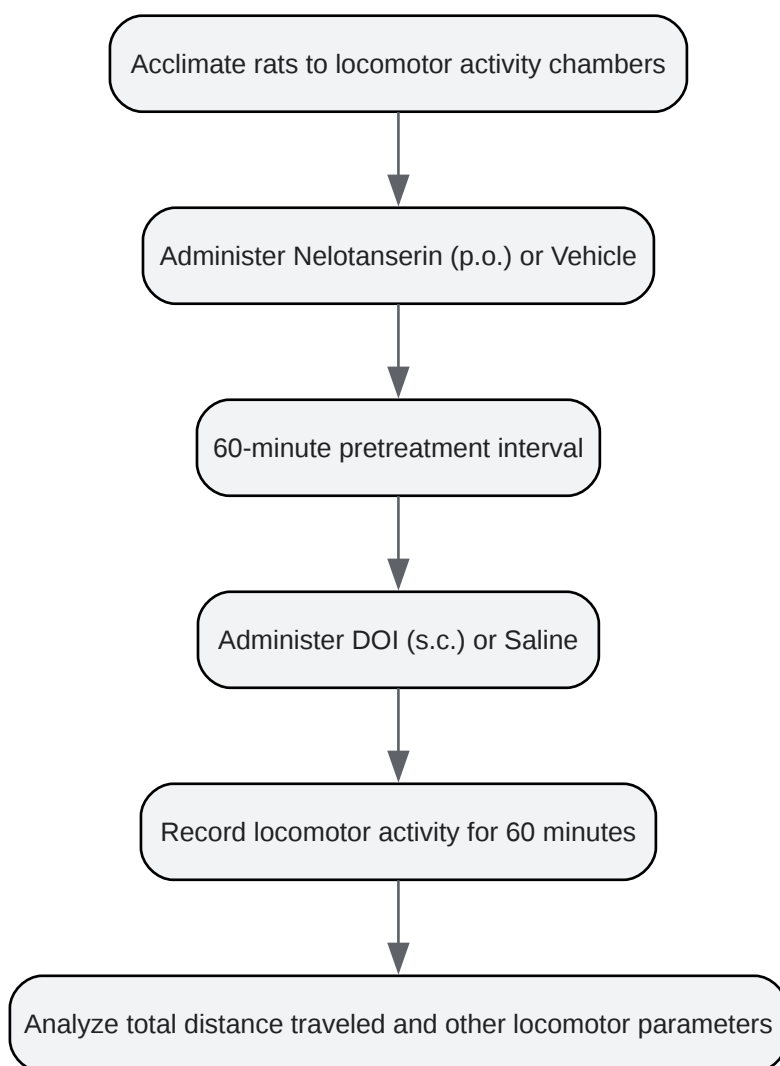 Acclimate rats to locomotor activity chambers
Administer Nelotanserin (p.o.) or Vehicle
60-minute pretreatment interval
Administer DOI (s.c.) or Saline
Record locomotor activity for 60 minutes
Analyze total distance traveled and other locomotor parameters